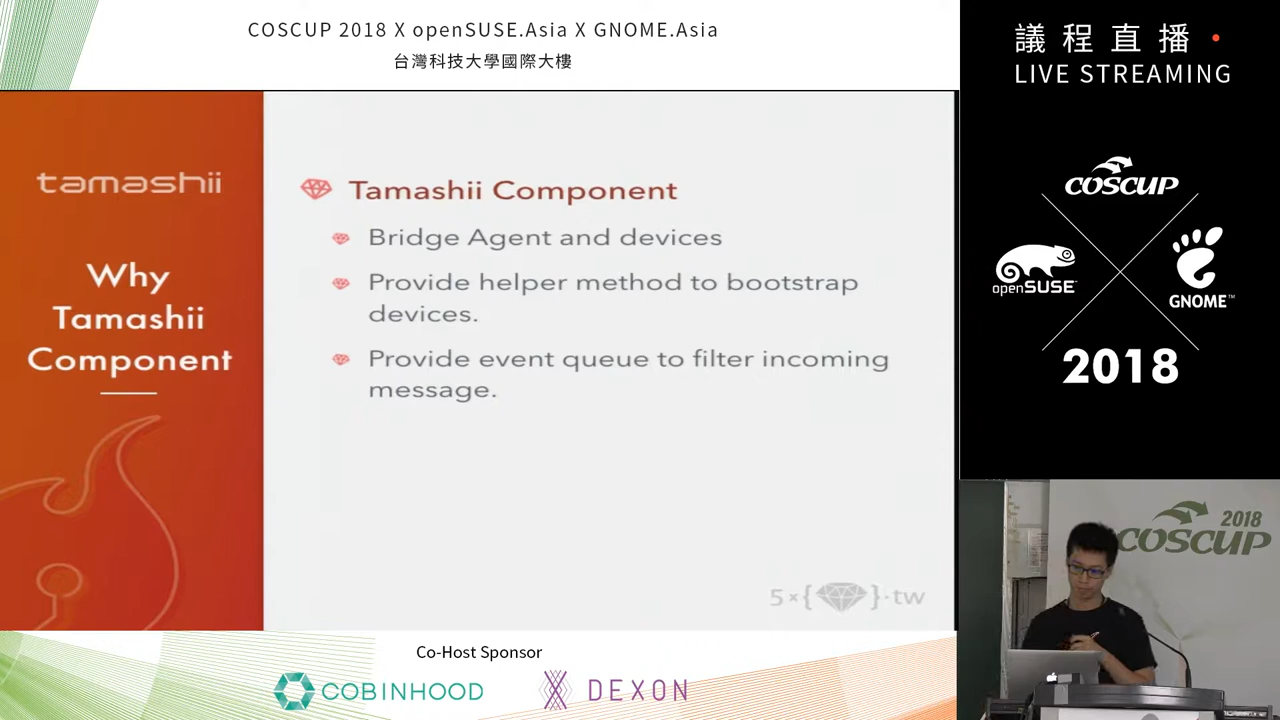 COSCUP 2018 X openSUSE.Asia X GNOME.Asia
台灣科技大學國際大樓
議程直播
LIVE STREAMING
tamashii
Why
Tamashii
Component
Tamashii Component
Bridge Agent and devices
Provide helper method to bootstrap
devices.
Provide event queue to filter incoming
message.
5×{}·tw
COSCUP
openSUSE
GNOME™
2018
2018
COSCUP
Co-Host Sponsor
COBINHOOD
DEXON